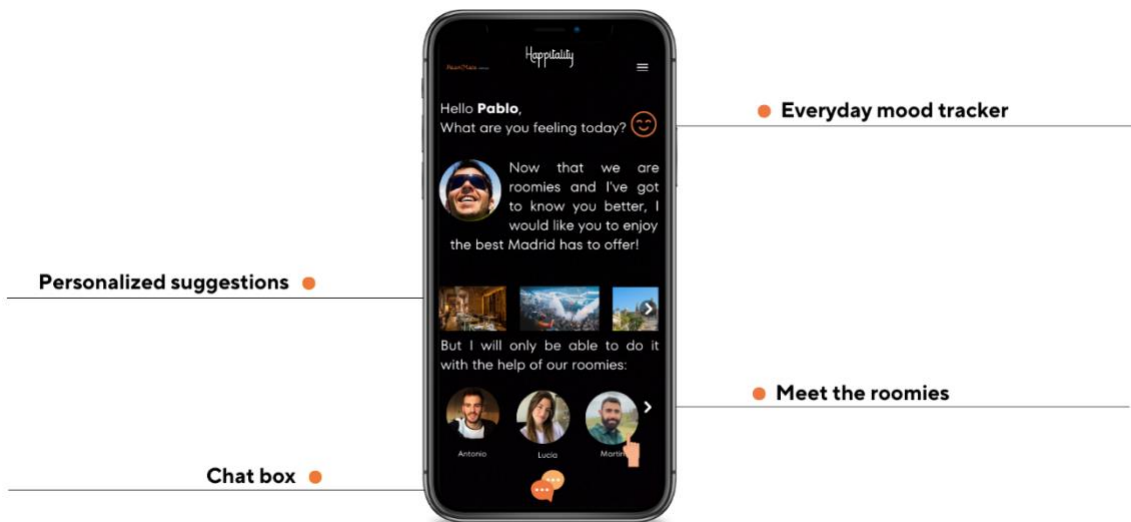 Happitality
Hello Pablo,
What are you feeling today?
Everyday mood tracker
Now that we are
roomies and I've got
to know you better, I
would like you to enjoy
the best Madrid has to offer!
Personalized suggestions
But I will only be able to do it
with the help of our roomies:
Meet the roomies
Antonio
Lucía
Chat box